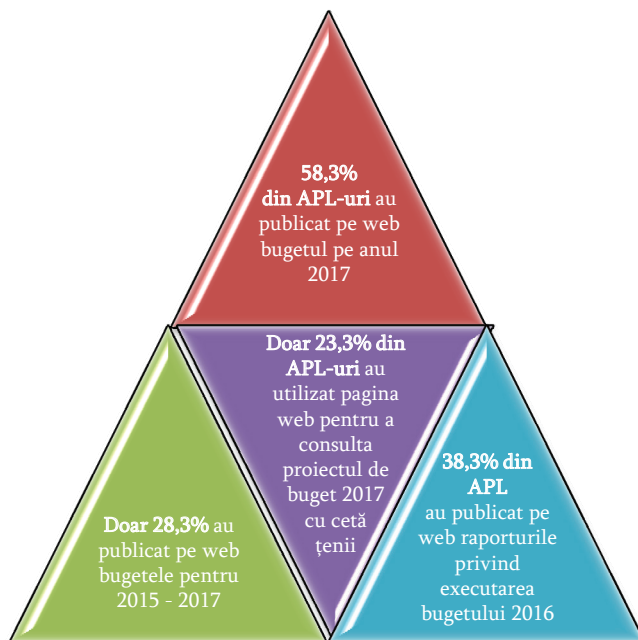 58,3%
din APL-uri au
publicat pe web
bugetul pe anul
2017
Doar 23,3% din
APL-uri au
utilizat pagina
web pentru a
consulta
proiectul de
buget 2017
cu cetă
țenii
Doar 28,3% au
publicat pe web
bugetele pentru
2015 - 2017
38,3% din
APL
au publicat pe
web raporturile
privind
executarea
bugetului 2016